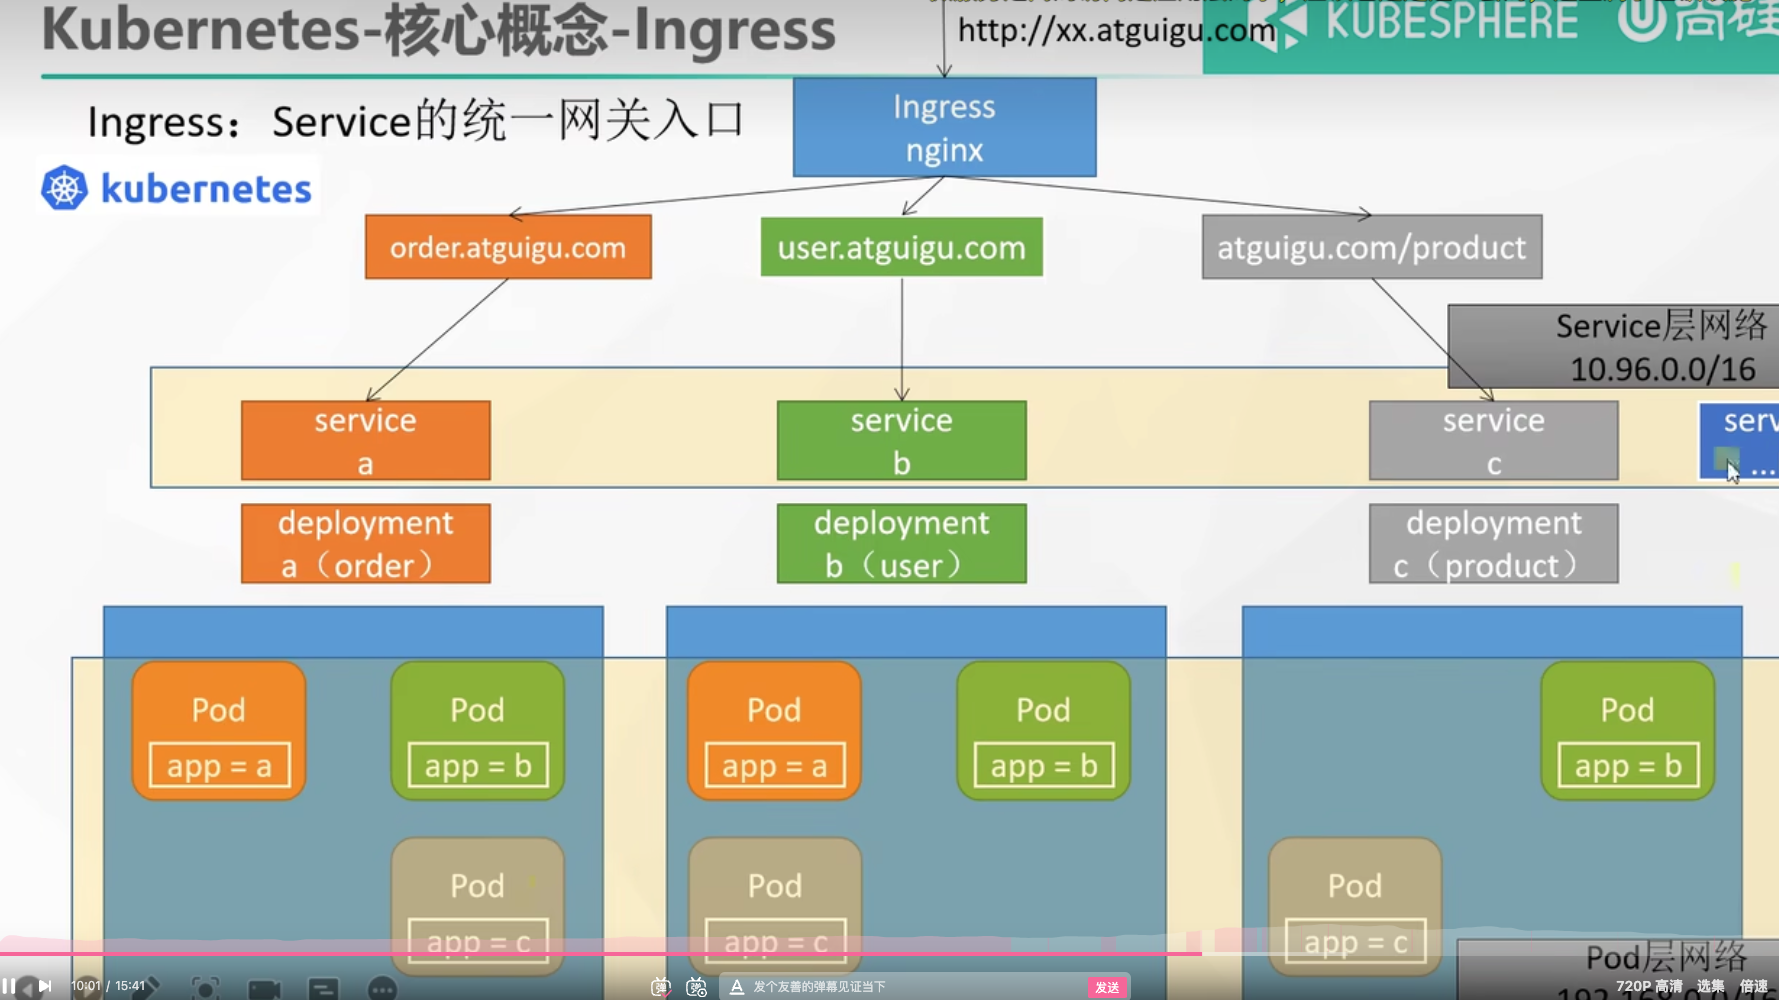 Kubernetes-核心概念-Ingress
http://xx.atguigu.com
KUBESPHERE
Ingress：Service的统一网关入口
Ingress
nginx
kubernetes
order.atguigu.com
user.atguigu.com
atguigu.com/product
Service层网络
10.96.0.0/16
service
a
service
b
service
c
serv
...
deployment
a（order）
deployment
b（user）
deployment
c（product）
Pod
app = a
Pod
app = b
Pod
app = a
Pod
app = b
Pod
app = b
Pod
app = c
Pod
app = c
Pod
app = c
Pod层网络
10:01 / 15:41
弹
弹
A 发个友善的弹幕见证当下
发送
720P 高清
选集
倍速